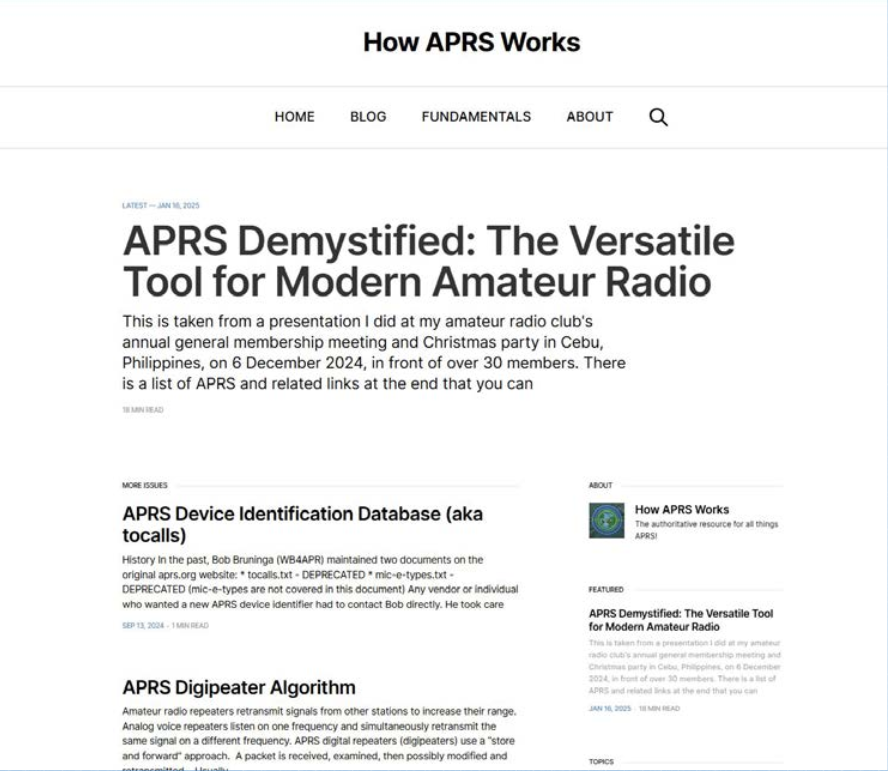 How APRS Works
HOME BLOG FUNDAMENTALS ABOUT
LATEST — JAN 16, 2025
APRS Demystified: The Versatile
Tool for Modern Amateur Radio
This is taken from a presentation I did at my amateur radio club's
annual general membership meeting and Christmas party in Cebu,
Philippines, on 6 December 2024, in front of over 30 members. There
is a list of APRS and related links at the end that you can
18 MIN READ
MORE ISSUES
APRS Device Identification Database (aka
tocalls)
History In the past, Bob Bruninga (WB4APR) maintained two documents on the
original aprs.org website: * tocalls.txt - DEPRECATED * mic-e-types.txt -
DEPRECATED (mic-e-types are not covered in this document) Any vendor or individual
who wanted a new APRS device identifier had to contact Bob directly. He took care
SEP 13, 2024 - 1 MIN READ
APRS Digipeater Algorithm
Amateur radio repeaters retransmit signals from other stations to increase their range.
Analog voice repeaters listen on one frequency and simultaneously retransmit the
same signal on a different frequency. APRS digital repeaters (digipeaters) use a "store
and forward" approach. A packet is received, examined, then possibly modified and
retransmitted. Usually
ABOUT
How APRS Works
The authoritative resource for all things
APRS!
FEATURED
APRS Demystified: The Versatile Tool
for Modern Amateur Radio
This is taken from a presentation I did at my amateur
radio club's annual general membership meeting and
Christmas party in Cebu, Philippines, on 6 December
2024, in front of over 30 members. There is a list of
APRS and related links at the end that you can
JAN 16, 2025 - 18 MIN READ
TOPICS